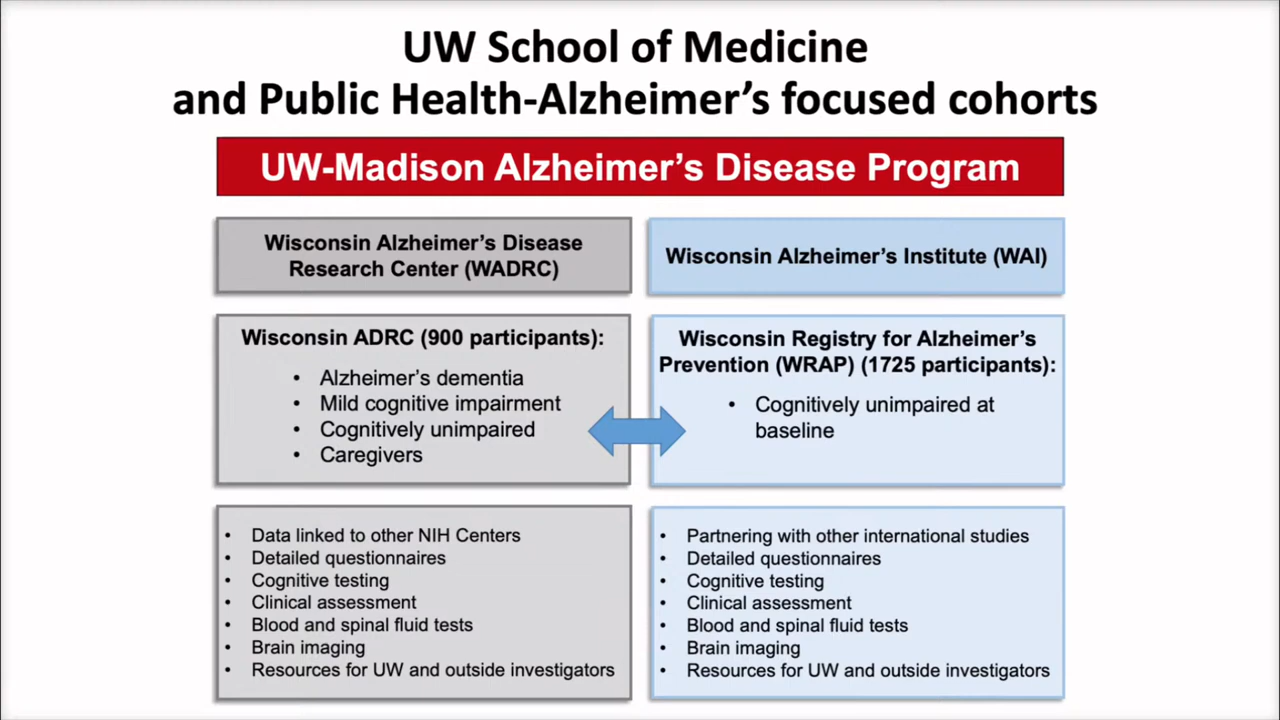 UW School of Medicine
and Public Health-Alzheimer’s focused cohorts
UW-Madison Alzheimer’s Disease Program
Wisconsin Alzheimer’s Disease
Research Center (WADRC)
Wisconsin Alzheimer’s Institute (WAI)
Wisconsin ADRC (900 participants):
• Alzheimer’s dementia
• Mild cognitive impairment
• Cognitively unimpaired
• Caregivers
Wisconsin Registry for Alzheimer’s
Prevention (WRAP) (1725 participants):
• Cognitively unimpaired at
baseline
• Data linked to other NIH Centers
• Detailed questionnaires
• Cognitive testing
• Clinical assessment
• Blood and spinal fluid tests
• Brain imaging
• Resources for UW and outside investigators
• Partnering with other international studies
• Detailed questionnaires
• Cognitive testing
• Clinical assessment
• Blood and spinal fluid tests
• Brain imaging
• Resources for UW and outside investigators